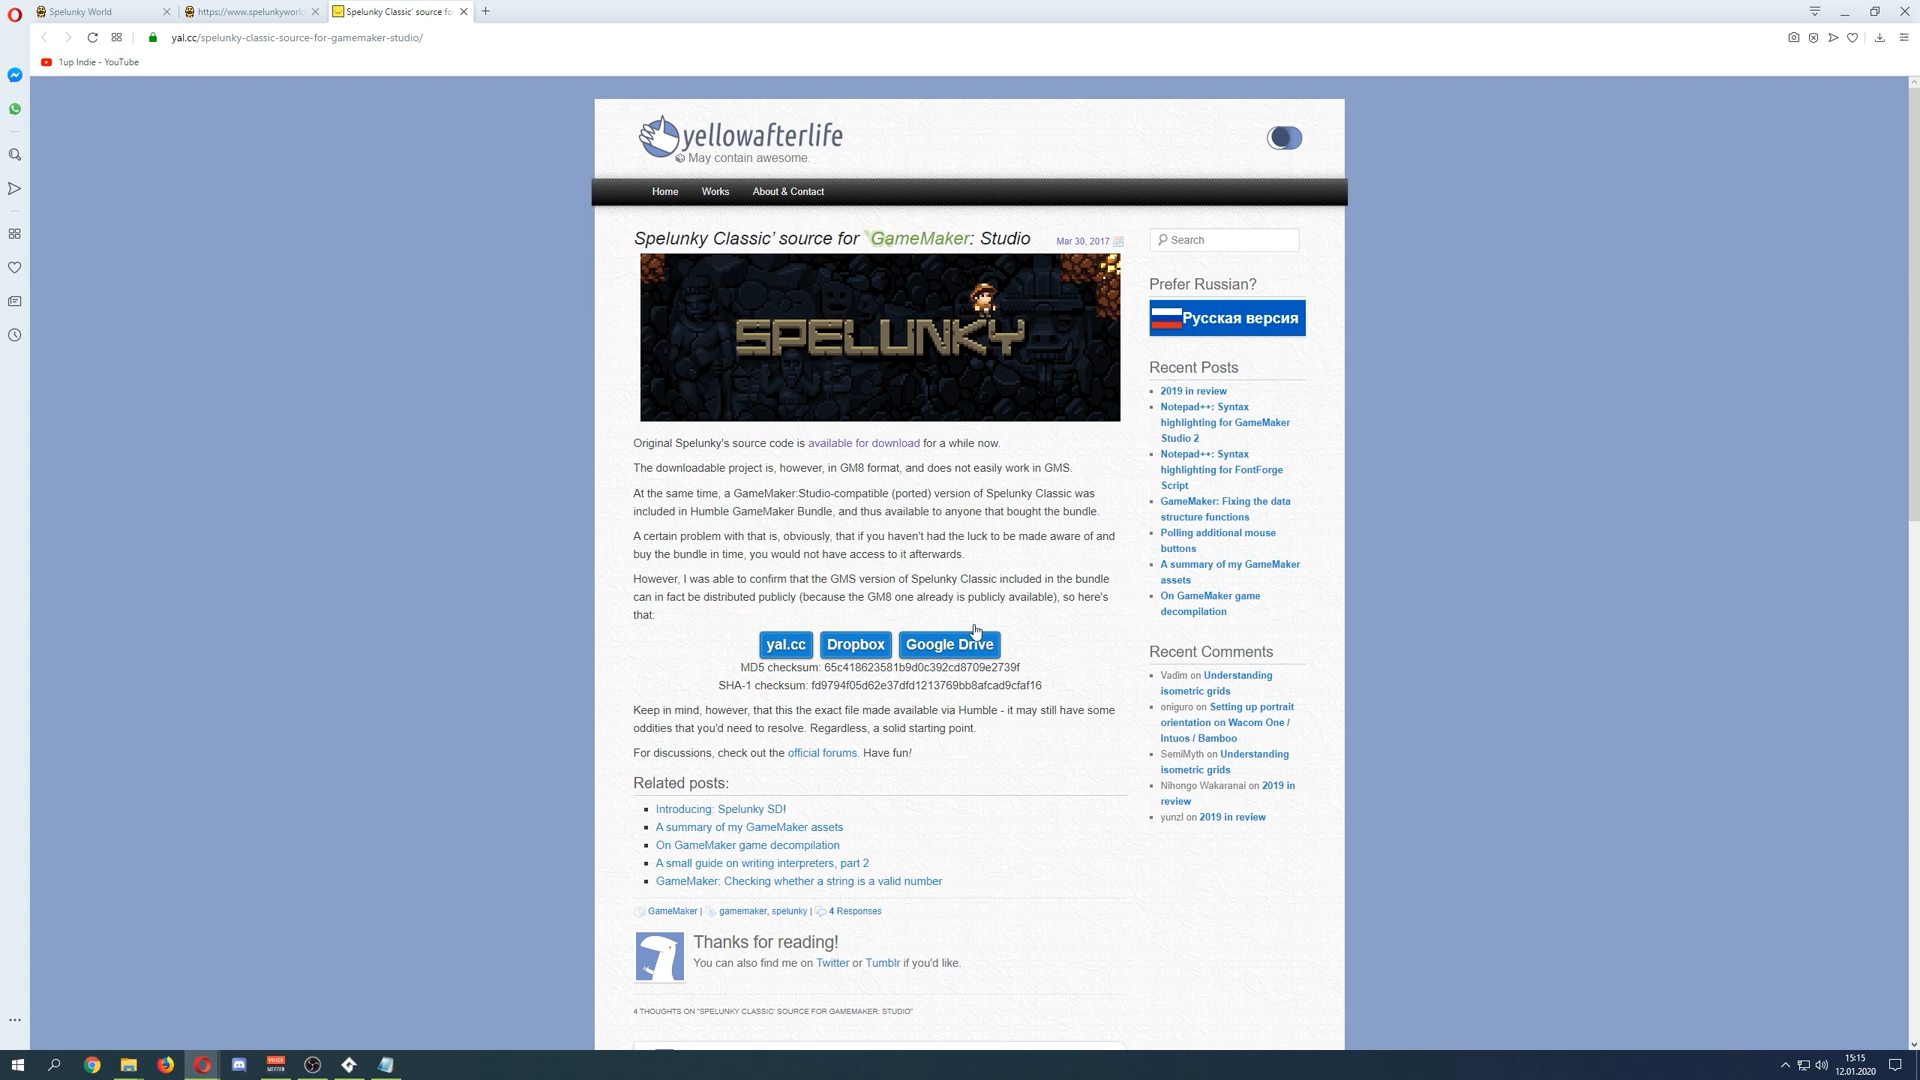 Spelunky World
https://www.spelunkyworl
Spelunky Classic' source fo
yal.cc/spelunky-classic-source-for-gamemaker-studio/
1up Indie - YouTube
yellowafterlife
May contain awesome.
Home Works About & Contact
Spelunky Classic' source for GameMaker: Studio
Mar 30, 2017
Search
SPELUNKY
Original Spelunky's source code is available for download for a while now.
The downloadable project is, however, in GM8 format, and does not easily work in GMS.
At the same time, a GameMaker:Studio-compatible (ported) version of Spelunky Classic was
included in Humble GameMaker Bundle, and thus available to anyone that bought the bundle.
A certain problem with that is, obviously, that if you haven't had the luck to be made aware of and
buy the bundle in time, you would not have access to it afterwards.
However, I was able to confirm that the GMS version of Spelunky Classic included in the bundle
can in fact be distributed publicly (because the GM8 one already is publicly available), so here's
that:
yal.cc Dropbox Google Drive
MD5 checksum: 65c418623581b9d0c392cd8709e2739f
SHA-1 checksum: fd9794f05d62e37dfd1213769bb8afcad9cfaf16
Keep in mind, however, that this the exact file made available via Humble - it may still have some
oddities that you'd need to resolve. Regardless, a solid starting point.
For discussions, check out the official forums. Have fun!
Related posts:
Introducing: Spelunky SD!
A summary of my GameMaker assets
On GameMaker game decompilation
A small guide on writing interpreters, part 2
GameMaker: Checking whether a string is a valid number
GameMaker | gamemaker, spelunky | 4 Responses
Thanks for reading!
You can also find me on Twitter or Tumblr if you'd like.
4 THOUGHTS ON "SPELUNKY CLASSIC' SOURCE FOR GAMEMAKER: STUDIO"
Prefer Russian?
Русская версия
Recent Posts
2019 in review
Notepad++: Syntax
highlighting for GameMaker
Studio 2
Notepad++: Syntax
highlighting for FontForge
Script
GameMaker: Fixing the data
structure functions
Polling additional mouse
buttons
A summary of my GameMaker
assets
On GameMaker game
decompilation
Recent Comments
Vadim on Understanding
isometric grids
oniguro on Setting up portrait
orientation on Wacom One /
Intuos / Bamboo
SemiMyth on Understanding
isometric grids
Nihongo Wakaranai on 2019 in
review
yunzl on 2019 in review
15:15
12.01.2020